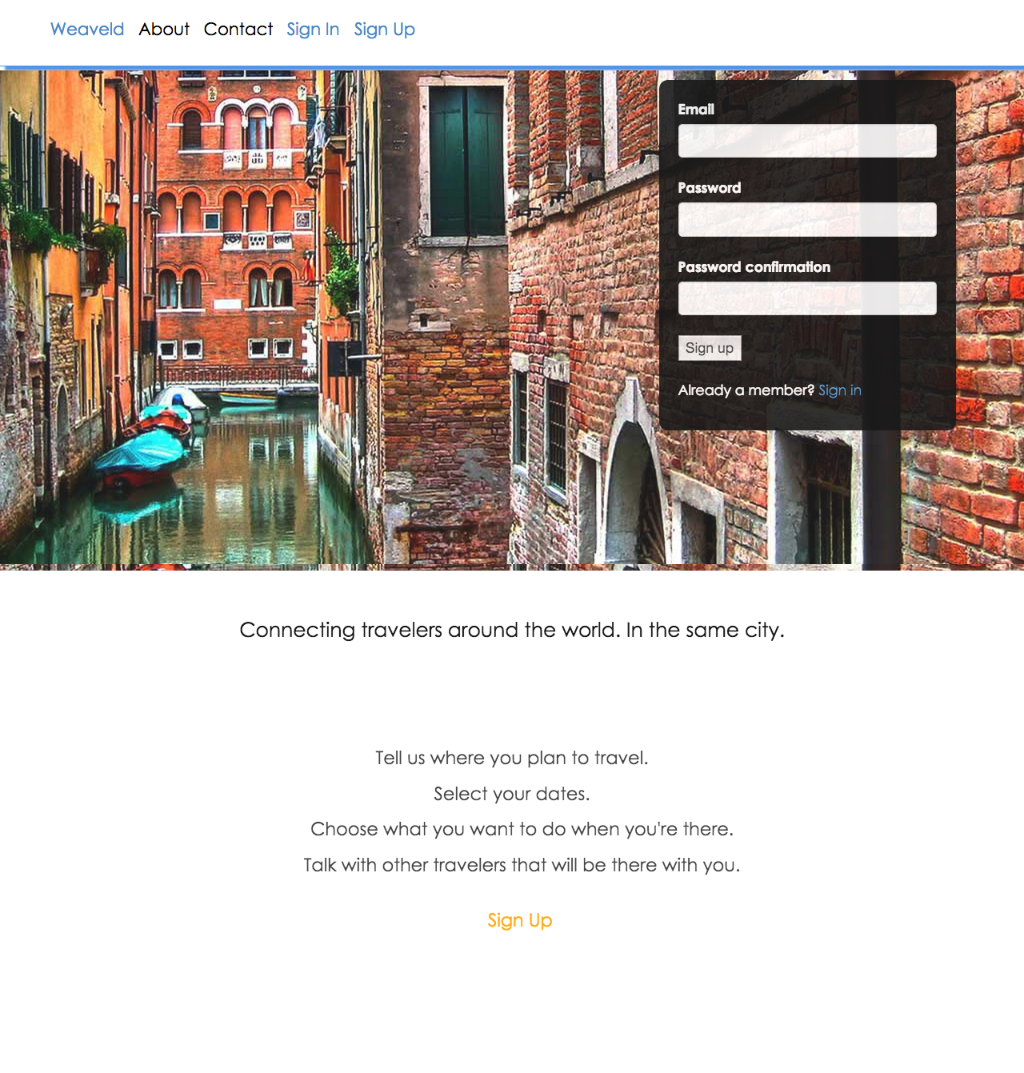 Weaveld About Contact Sign In Sign Up
Email
Password
Password confirmation
Sign up
Already a member? Sign in
Connecting travelers around the world. In the same city.
Tell us where you plan to travel.
Select your dates.
Choose what you want to do when you're there.
Talk with other travelers that will be there with you.
Sign Up